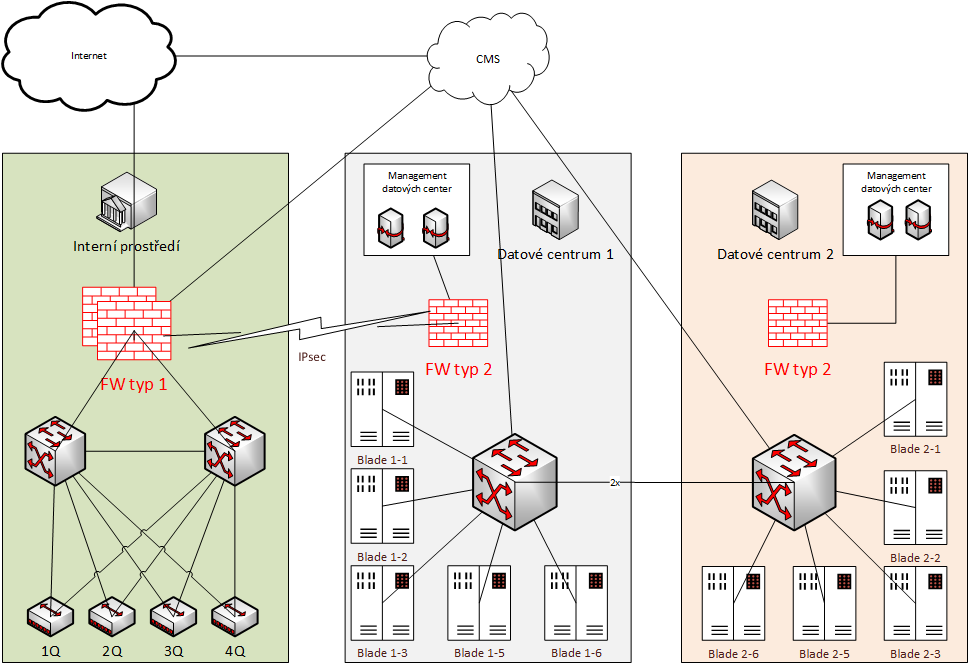 Internet
CMS
Interní prostředí
Management
datových center
Datové centrum 1
Datové centrum 2
Management
datových center
IPsec
FW typ 1
FW typ 2
FW typ 2
Blade 1-1
Blade 2-1
2x
Blade 1-2
Blade 2-2
1Q
2Q
3Q
4Q
Blade 1-3
Blade 1-5
Blade 1-6
Blade 2-6
Blade 2-5
Blade 2-3